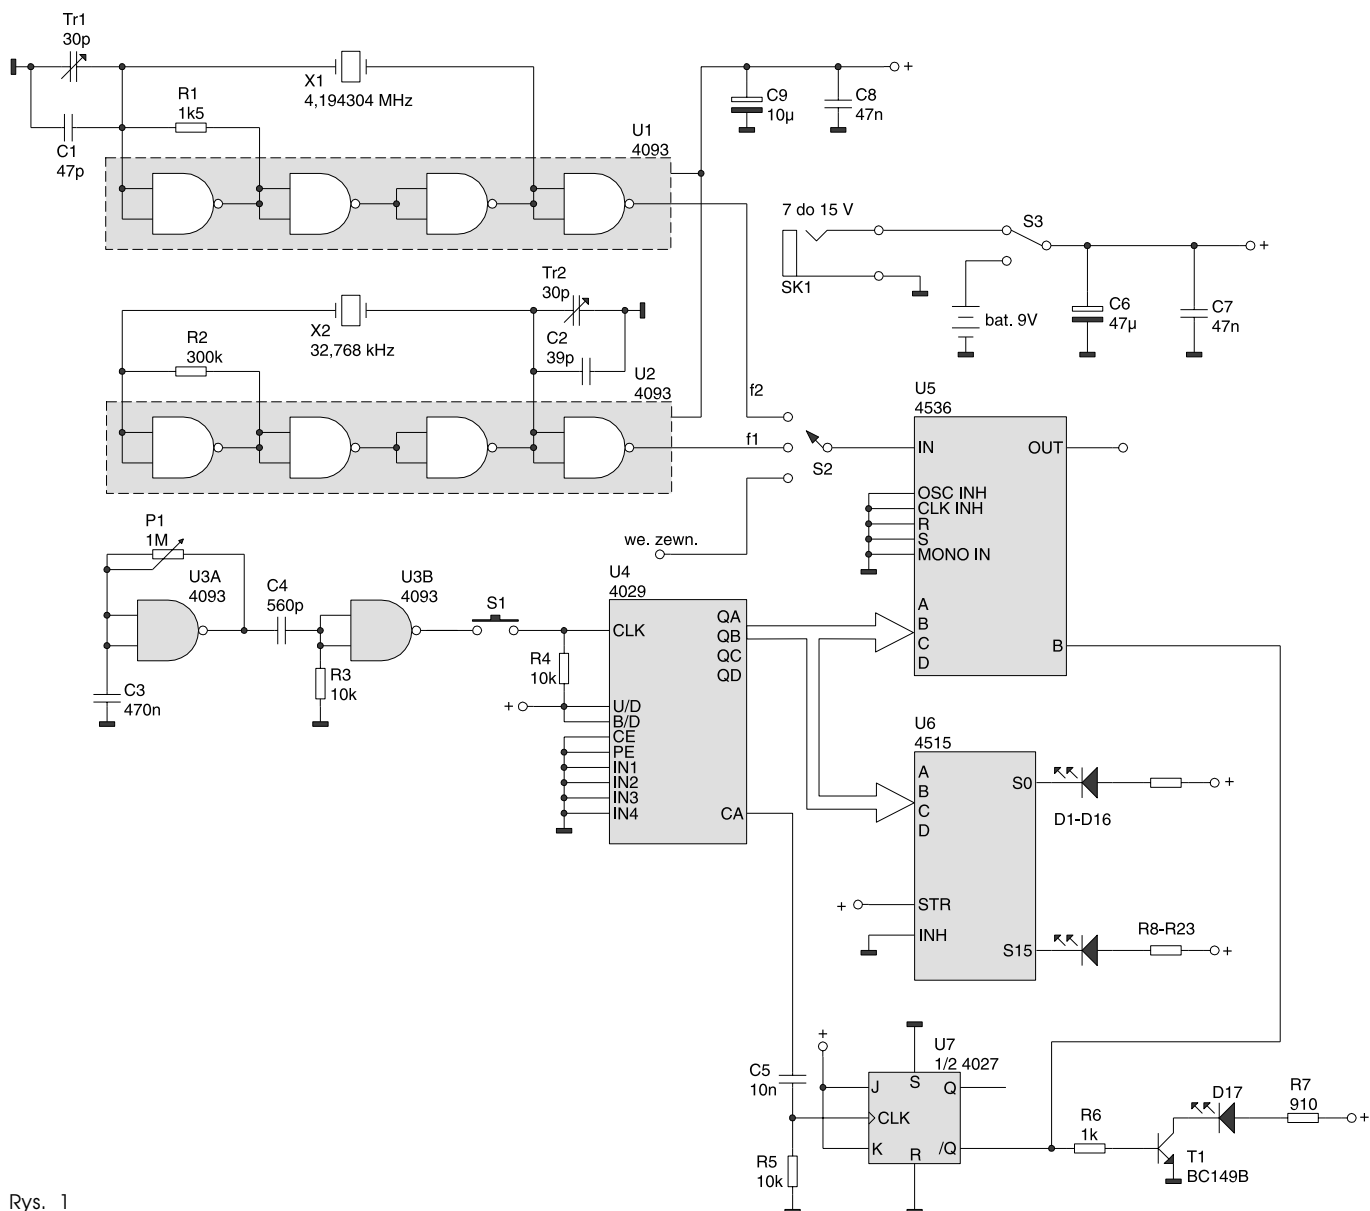 Tr1
30p
X1
4,194304 MHz
R1
1k5
C1
47p
U1
4093
C9
10µ
C8
47n
+
7 do 15 V
SK1
S3
bat. 9V
C6
47µ
C7
47n
+
Tr2
30p
X2
32,768 kHz
R2
300k
C2
39p
U2
4093
f2
f1
S2
we. zewn.
U5
4536
IN
OUT
OSC INH
CLK INH
R
S
MONO IN
A
B
C
D
B
P1
1M
U3A
4093
C4
560p
U3B
4093
S1
R3
10k
C3
470n
R4
10k
+
U4
4029
CLK
U/D
B/D
CE
PE
IN1
IN2
IN3
IN4
QA
QB
QC
QD
CA
U6
4515
A
B
C
D
S0
D1-D16
+
+
STR
INH
S15
R8-R23
+
C5
10n
R5
10k
+
U7
1/2 4027
J
S
Q
CLK
K
R
/Q
R6
1k
D17
R7
910
+
T1
BC149B
Rys. 1